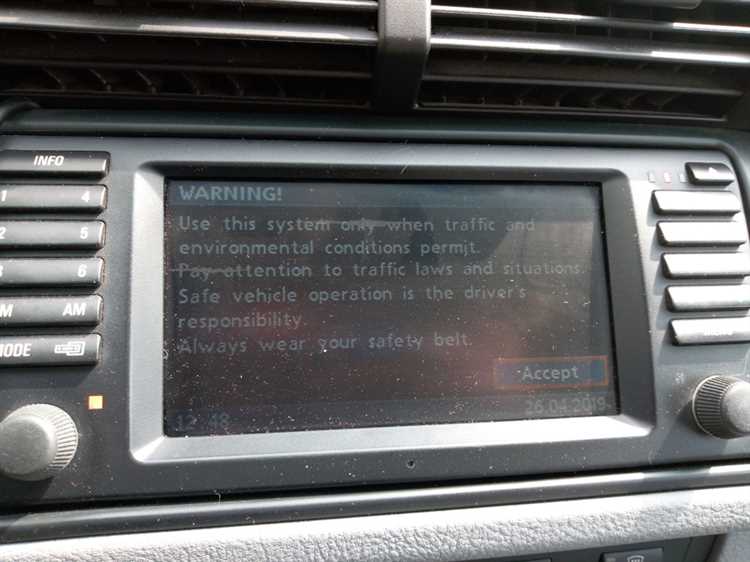 INFO
1 4
2 5
3 6
FM AM
MODE
WARNING!
Use this system only when traffic and
environmental conditions permit.
Pay attention to traffic laws and situations.
Safe vehicle operation is the driver's
responsibility.
Always wear your safety belt.
Accept
12:48
26.04.2019